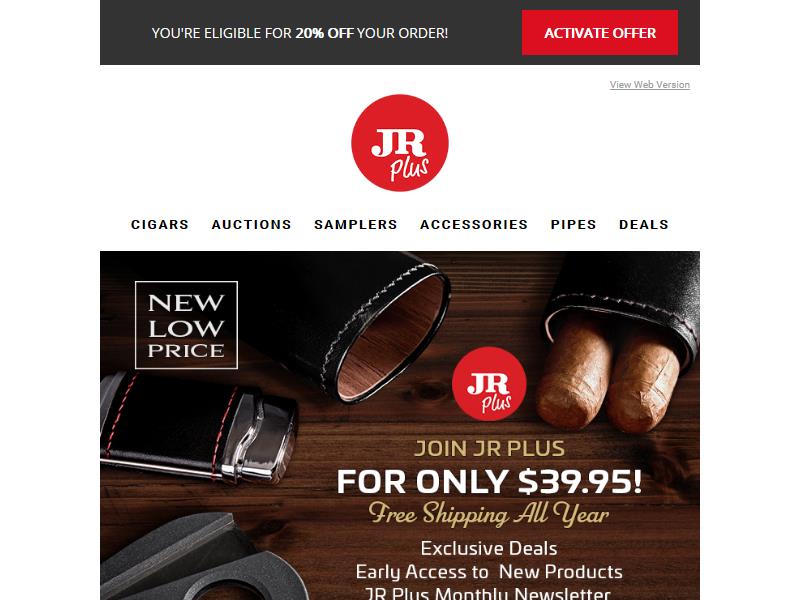 YOU'RE ELIGIBLE FOR 20% OFF YOUR ORDER!
ACTIVATE OFFER
View Web Version
JR
plus
CIGARS AUCTIONS SAMPLERS ACCESSORIES PIPES DEALS
NEW
LOW
PRICE
JR
plus
JOIN JR PLUS
FOR ONLY $39.95!
Free Shipping All Year
Exclusive Deals
Early Access to New Products
JR Plus Monthly Newsletter